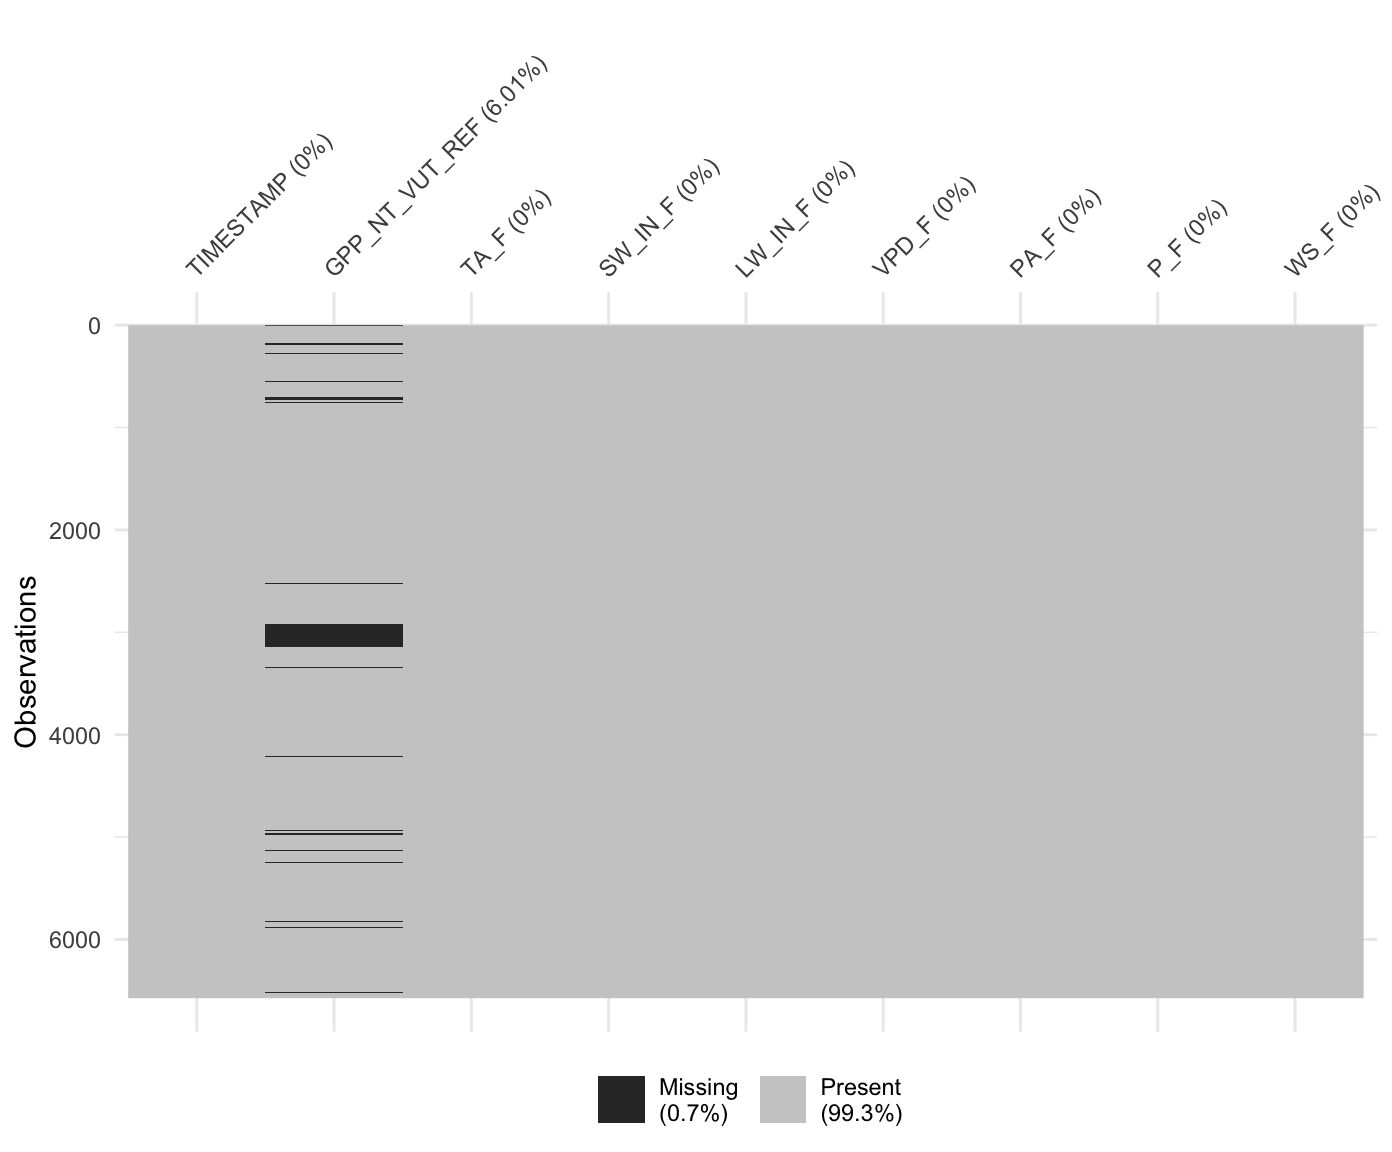 TIMESTAMP (0%)
GPP_NT_VUT_REF (6.01%)
TA_F (0%)
SW_IN_F (0%)
LW_IN_F (0%)
VPD_F (0%)
PA_F (0%)
P_F (0%)
WS_F (0%)
0
2000
4000
6000
Observations
Missing
(0.7%)
Present
(99.3%)